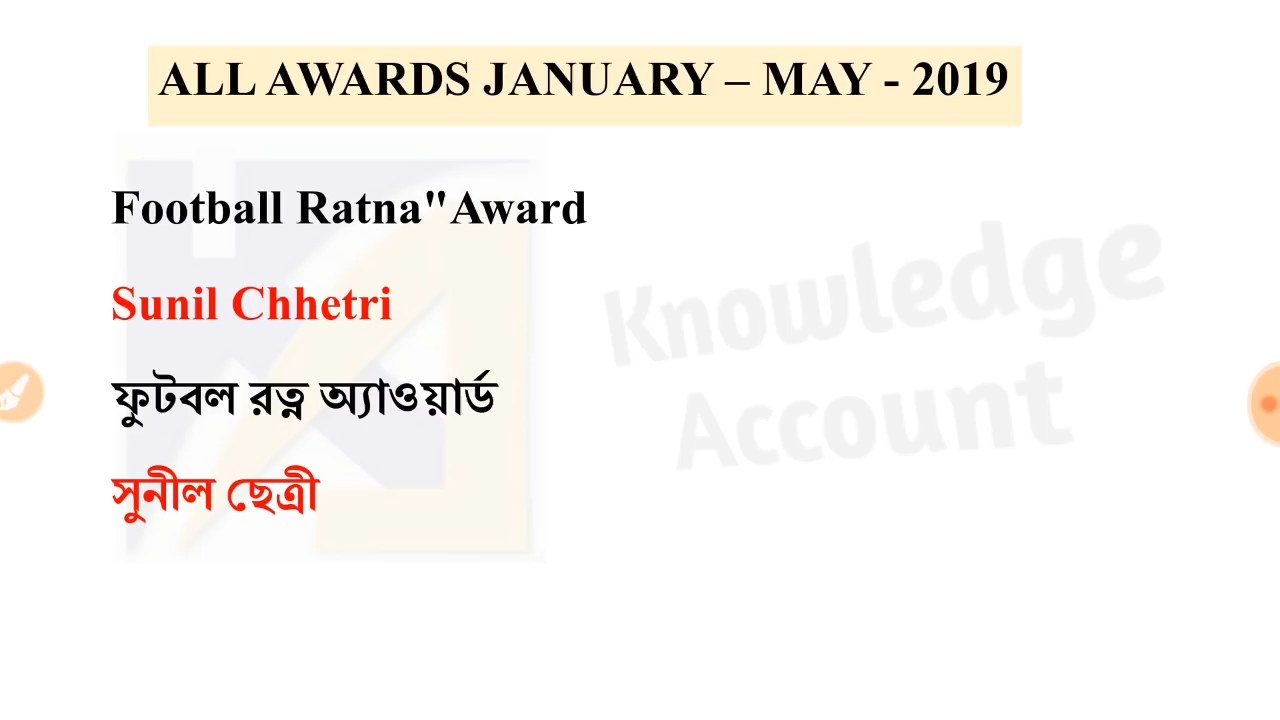 ALL AWARDS JANUARY – MAY - 2019
Football Ratna"Award
Sunil Chhetri
ফুটবল রত্ন অ্যাওয়ার্ড
সুনীল ছেত্রী
Knowledge
Account